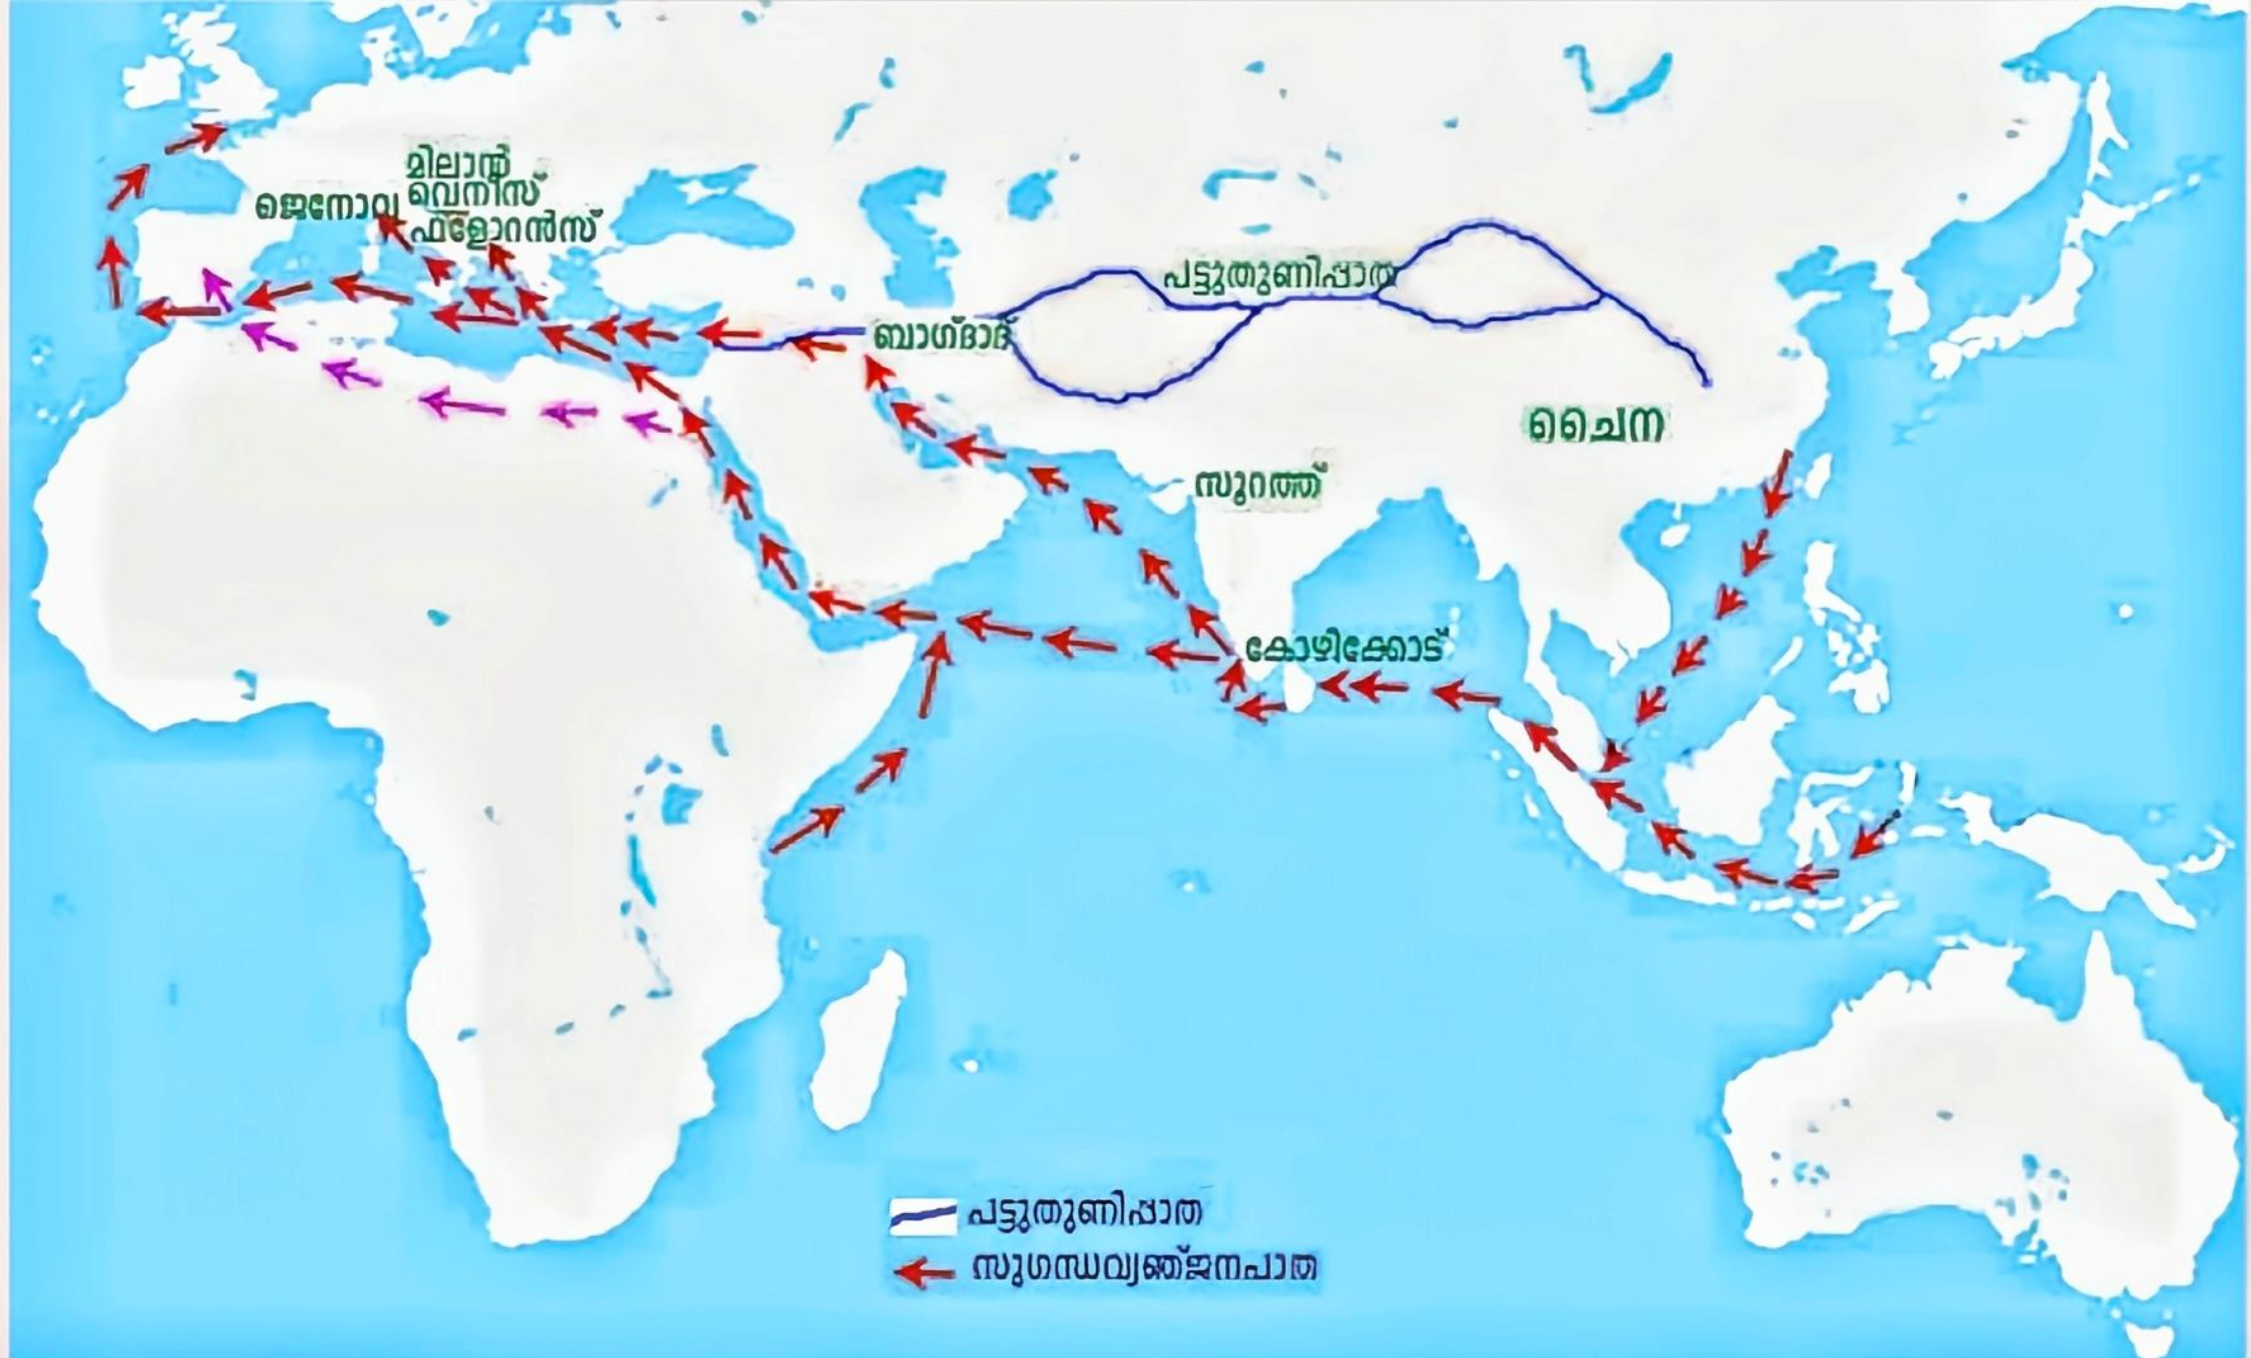 മിലാൻ
വെനീസ്
ജെനോവ
ഫ്ളോറൻസ്
പട്ടുതുണിപ്പാത
ബാഗ്ദാദ്
ചൈന
സൂറത്ത്
കോഴിക്കോട്
പട്ടുതുണിപ്പാത
സുഗന്ധവ്യഞ്ജനപാത